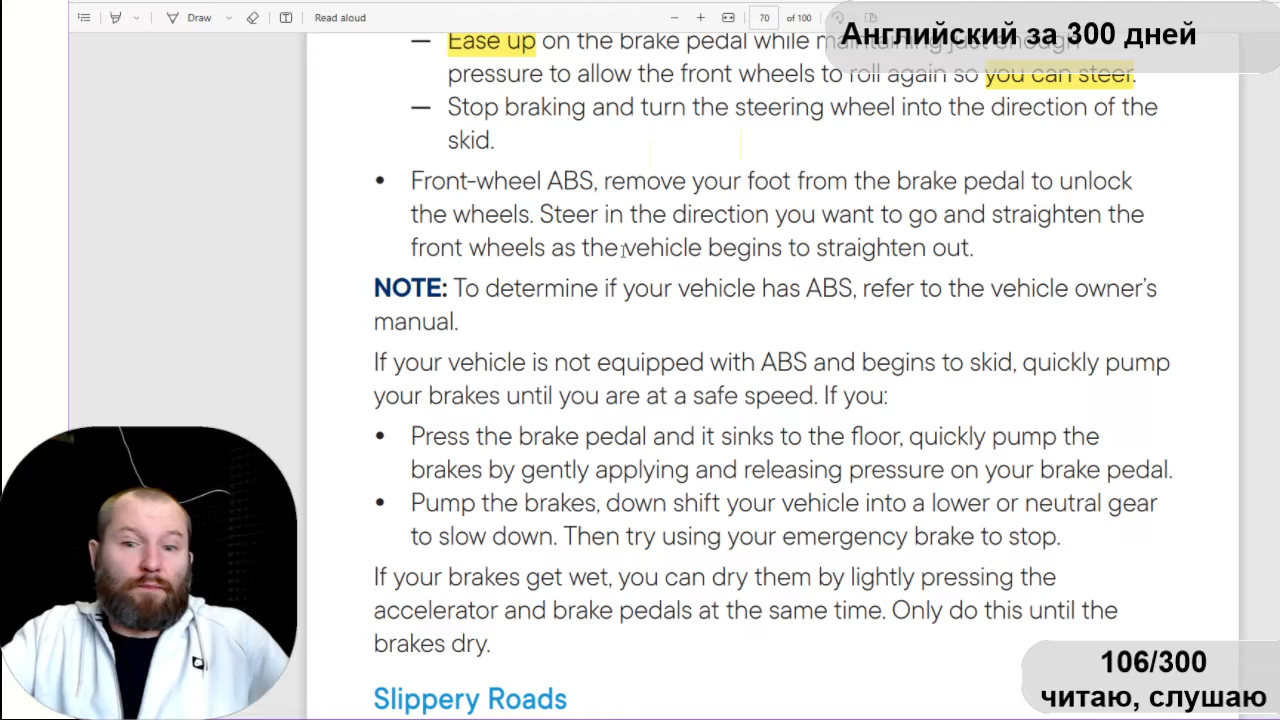 Draw
Read aloud
70
of 100
Английский за 300 дней
— Ease up on the brake pedal while maintaining just enough
pressure to allow the front wheels to roll again so you can steer.
— Stop braking and turn the steering wheel into the direction of the
skid.
• Front-wheel ABS, remove your foot from the brake pedal to unlock
the wheels. Steer in the direction you want to go and straighten the
front wheels as the vehicle begins to straighten out.
NOTE: To determine if your vehicle has ABS, refer to the vehicle owner's
manual.
If your vehicle is not equipped with ABS and begins to skid, quickly pump
your brakes until you are at a safe speed. If you:
• Press the brake pedal and it sinks to the floor, quickly pump the
brakes by gently applying and releasing pressure on your brake pedal.
• Pump the brakes, down shift your vehicle into a lower or neutral gear
to slow down. Then try using your emergency brake to stop.
If your brakes get wet, you can dry them by lightly pressing the
accelerator and brake pedals at the same time. Only do this until the
brakes dry.
Slippery Roads
106/300
читаю, слушаю